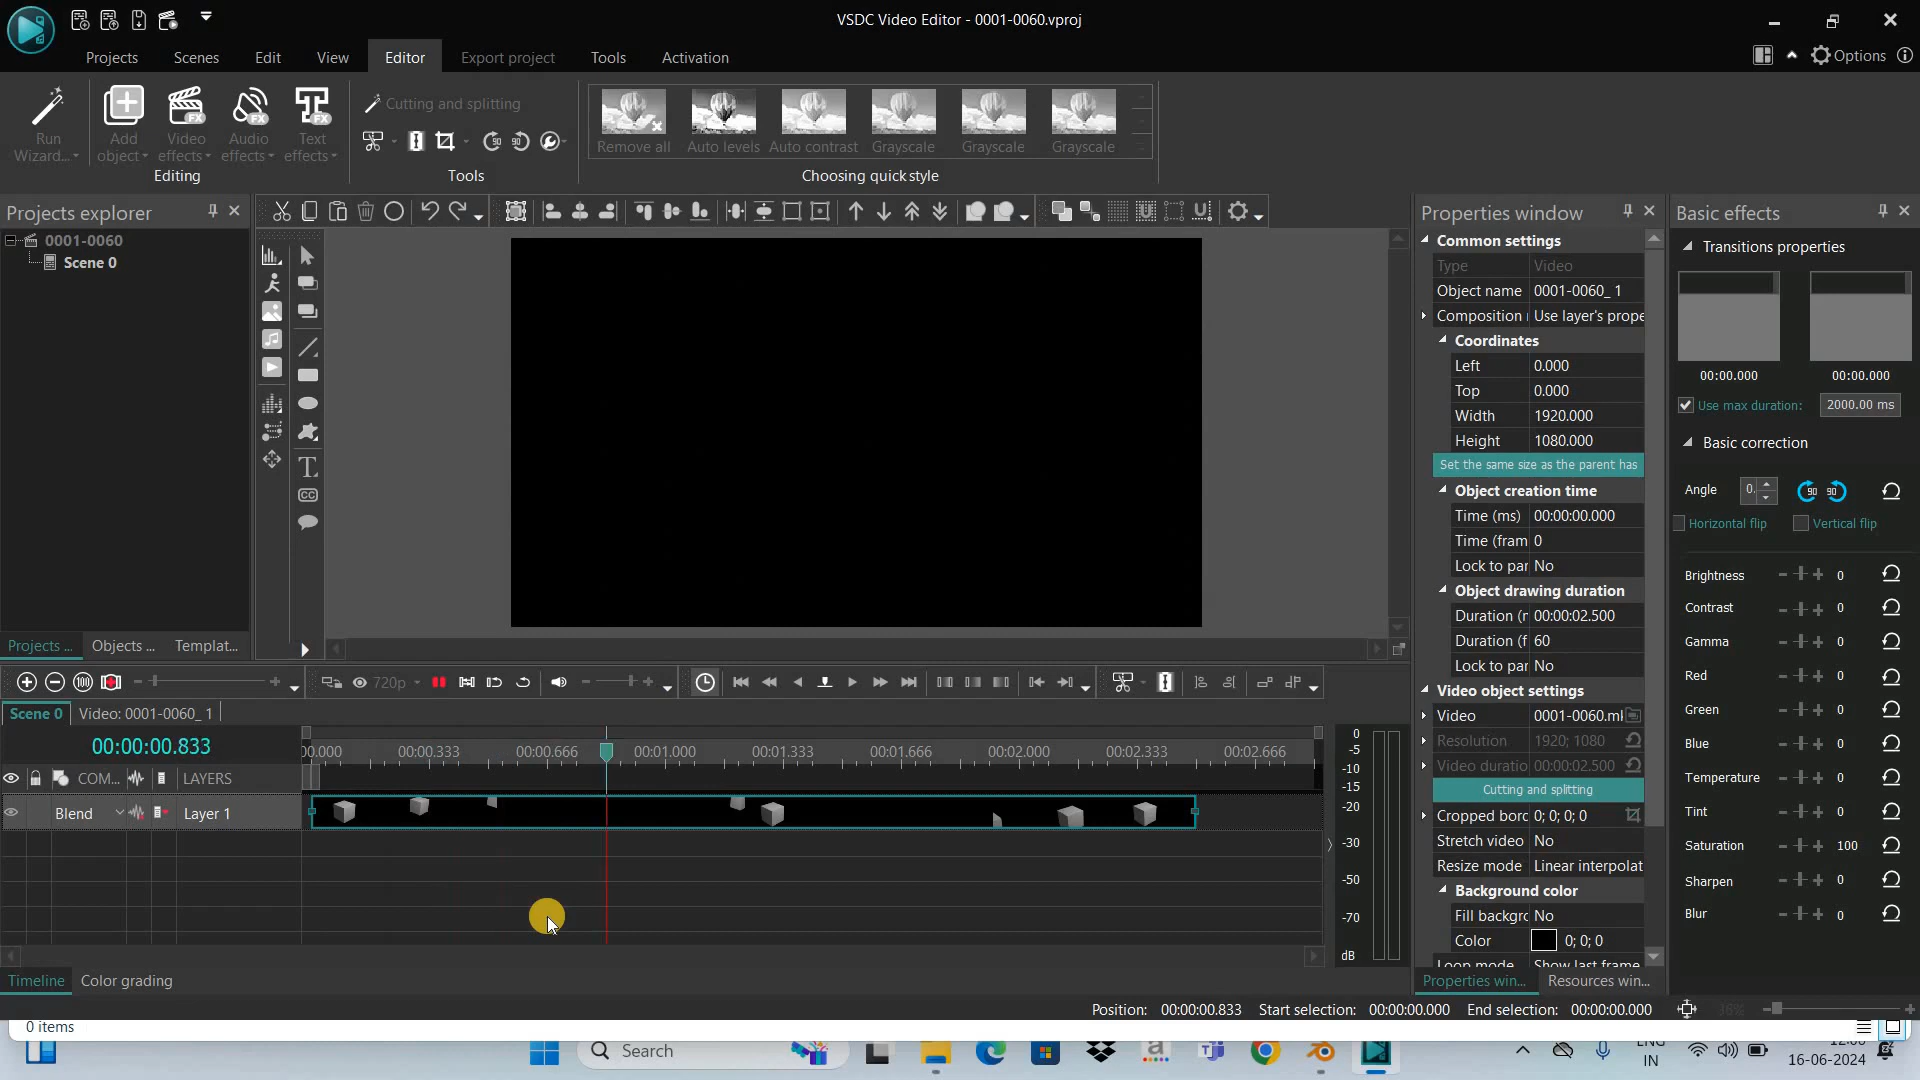 VSDC Video Editor - 0001-0060.vproj
Projects Scenes Edit View Editor Export project Tools Activation Options
Run Wizard...
Add object
Video effects
Audio effects
Text effects
Editing
Cutting and splitting
Tools
Remove all Auto levels Auto contrast Grayscale Grayscale Grayscale
Choosing quick style
Projects explorer
0001-0060
Scene 0
Projects ... Objects ... Templat...
Properties window
Common settings
Type Video
Object name 0001-0060_ 1
Composition Use layer's prope
Coordinates
Left 0.000
Top 0.000
Width 1920.000
Height 1080.000
Set the same size as the parent has
Object creation time
Time (ms) 00:00:00.000
Time (fram 0
Lock to par No
Object drawing duration
Duration (r 00:00:02.500
Duration (f 60
Lock to par No
Video object settings
Video 0001-0060.ml
Resolution 1920; 1080
Video duratio 00:00:02.500
Cutting and splitting
Cropped bord 0; 0; 0; 0
Stretch video No
Resize mode Linear interpolat
Background color
Fill backgrc No
Color 0; 0; 0
Loop mode Show last frame
Properties win... Resources win...
Basic effects
Transitions properties
00:00.000 00:00.000
Use max duration: 2000.00 ms
Basic correction
Angle 0.
Horizontal flip Vertical flip
Brightness 0
Contrast 0
Gamma 0
Red 0
Green 0
Blue 0
Temperature 0
Tint 0
Saturation 100
Sharpen 0
Blur 0
720p
Scene 0 Video: 0001-0060_ 1
00:00:00.833
00.000 00:00.333 00:00.666 00:01.000 00:01.333 00:01.666 00:02.000 00:02.333 00:02.666
COM... LAYERS
Blend Layer 1
0
-5
-10
-15
-20
-30
-50
-70
dB
Timeline Color grading
Position: 00:00:00.833 Start selection: 00:00:00.000 End selection: 00:00:00.000 36%
0 items
Search
ENG
IN
16-06-2024